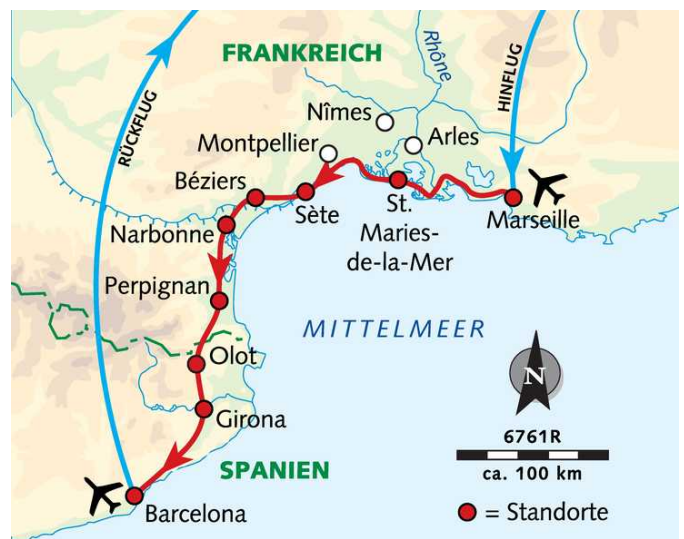 FRANKREICH
Rhône
HINFLUG
RÜCKFLUG
Nîmes
Arles
Montpellier
Béziers
Sète
St.
Maries-
de-la-Mer
Marseille
Narbonne
Perpignan
MITTELMEER
Olot
N
Girona
6761R
SPANIEN
ca. 100 km
Barcelona
= Standorte